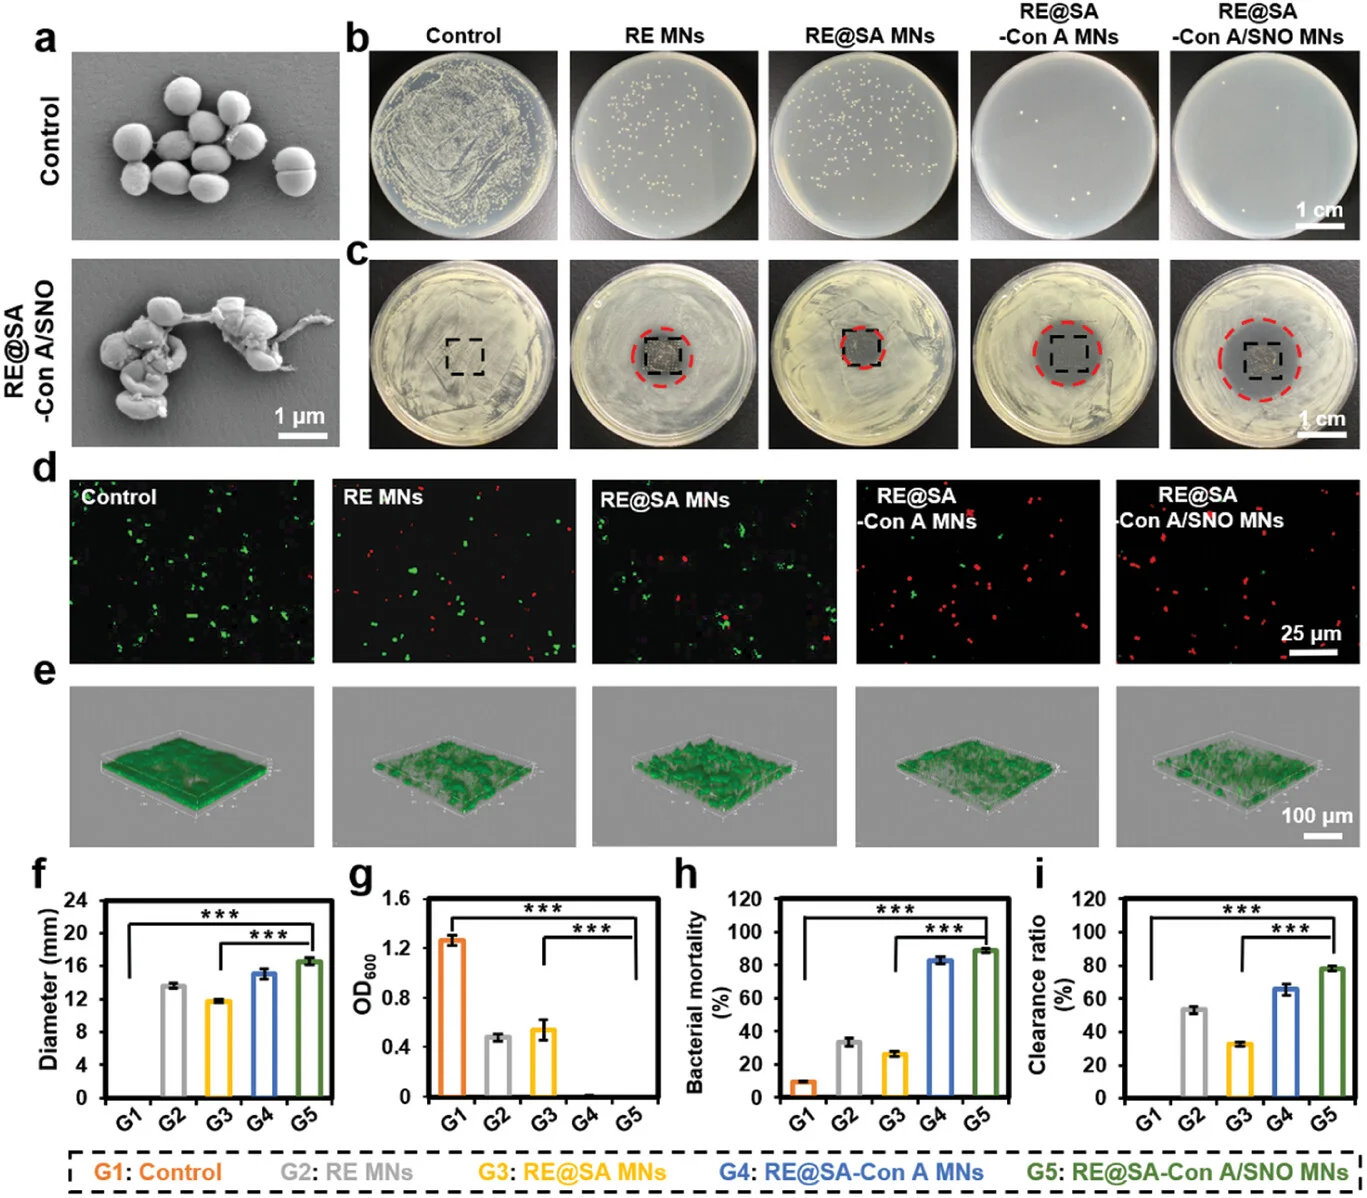 a
Control
RE@SA
-Con A/SNO
1 µm
b
Control
RE MNs
RE@SA MNs
RE@SA
-Con A MNs
RE@SA
-Con A/SNO MNs
1 cm
c
1 cm
d
Control
RE MNs
RE@SA MNs
RE@SA
-Con A MNs
RE@SA
-Con A/SNO MNs
25 µm
e
100 µm
f
Diameter (mm)
24
20
16
12
8
4
0
***
***
G1 G2 G3 G4 G5
g
OD600
1.6
1.2
0.8
0.4
0
***
***
G1 G2 G3 G4 G5
h
Bacterial mortality
(%)
120
100
80
60
40
20
0
***
***
G1 G2 G3 G4 G5
i
Clearance ratio
(%)
120
100
80
60
40
20
0
***
***
G1 G2 G3 G4 G5
G1: Control G2: RE MNs G3: RE@SA MNs G4: RE@SA-Con A MNs G5: RE@SA-Con A/SNO MNs